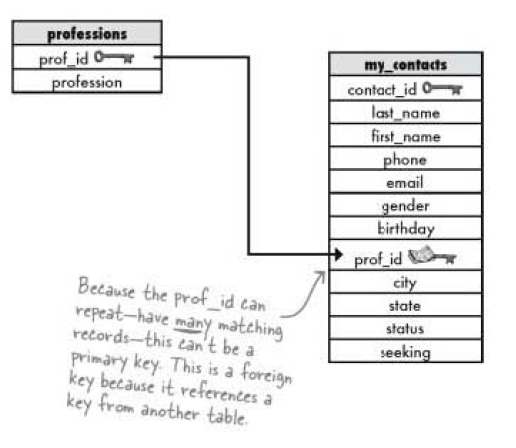 professions
prof_id
profession
my_contacts
contact_id
last_name
first_name
phone
email
gender
birthday
prof_id
city
state
status
seeking
Because the prof_id can
repeat—have many matching
records—this can't be a
primary key. This is a foreign
key because it references a
key from another table.